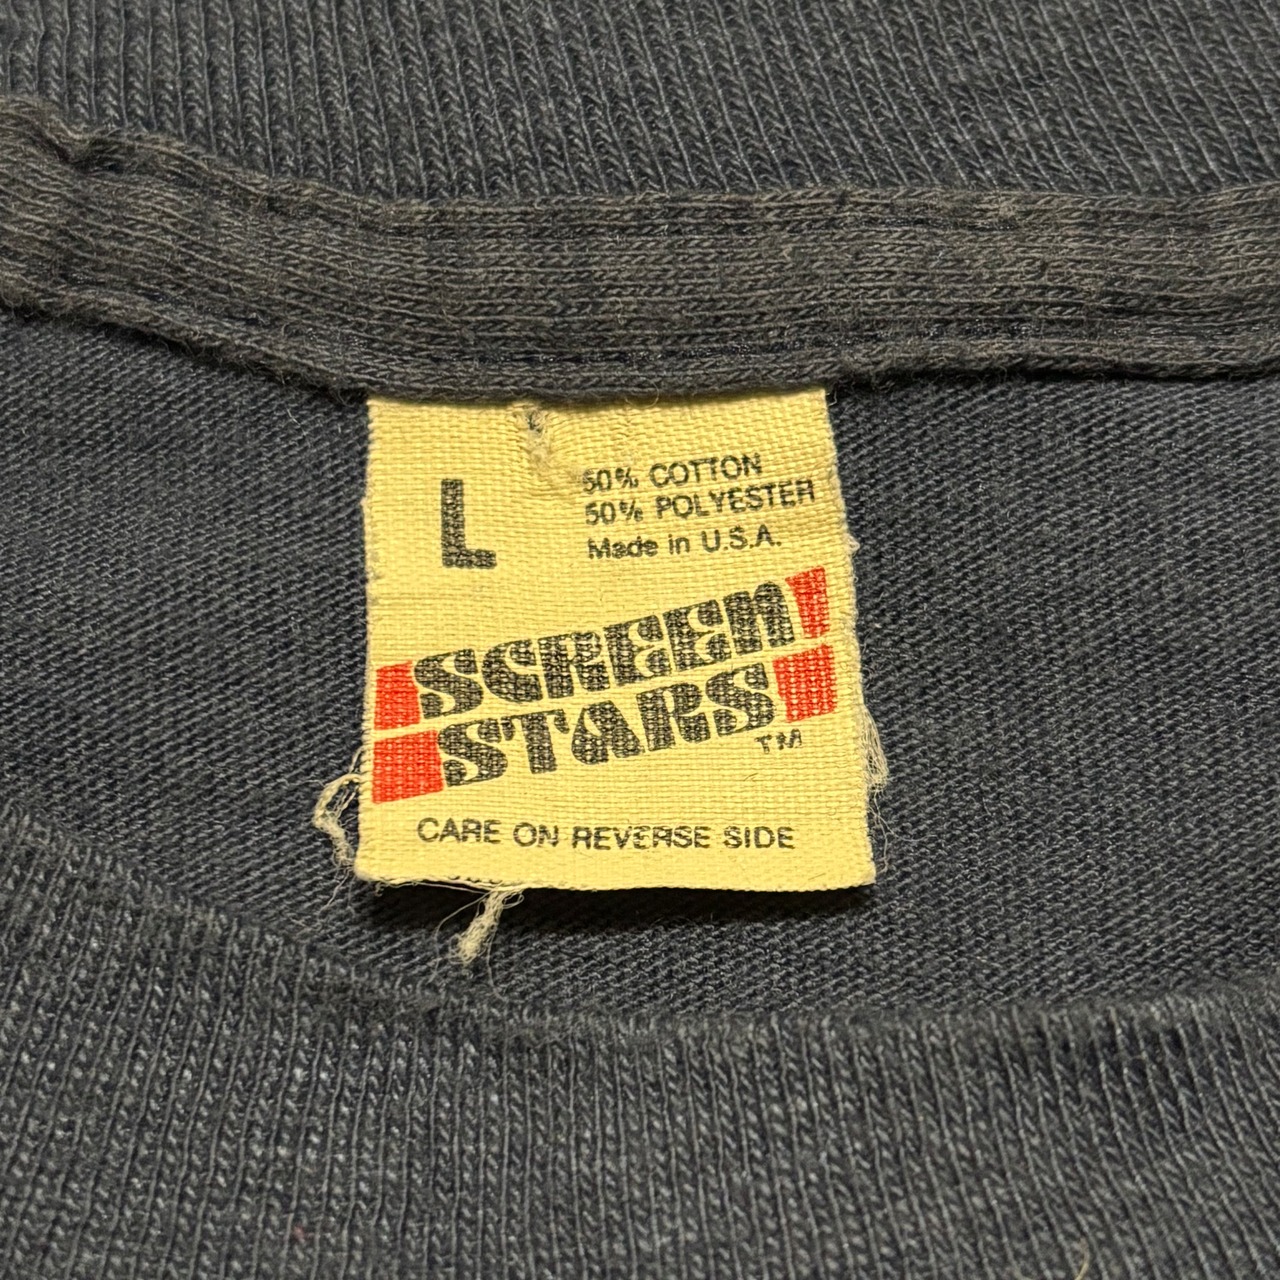 L
50% COTTON
50% POLYESTER
Made in U.S.A.
SCREEN
STARS
TM
CARE ON REVERSE SIDE